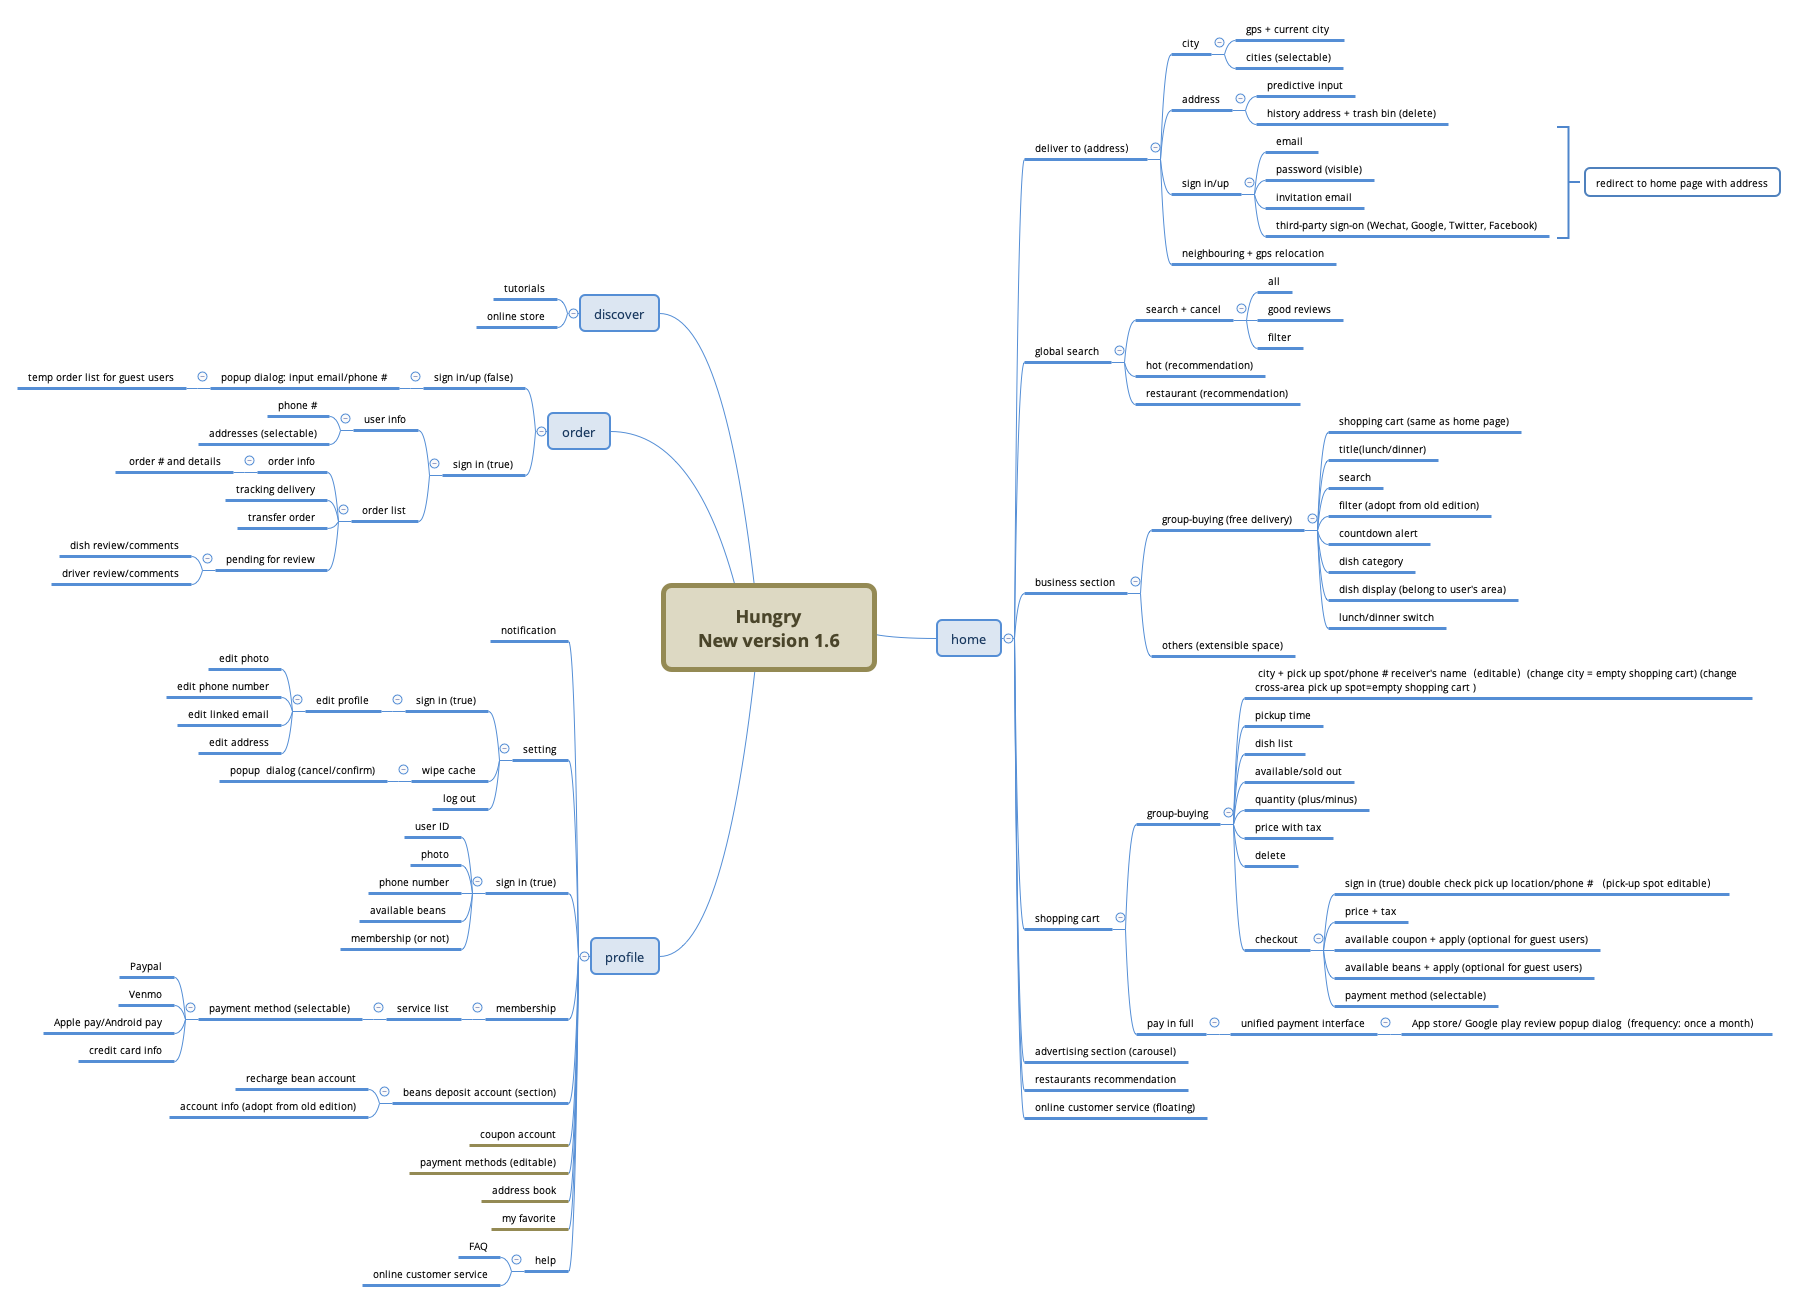 Hungry
New version 1.6
home
deliver to (address)
city
gps + current city
cities (selectable)
address
predictive input
history address + trash bin (delete)
sign in/up
email
password (visible)
invitation email
third-party sign-on (Wechat, Google, Twitter, Facebook)
redirect to home page with address
neighbouring + gps relocation
global search
search + cancel
all
good reviews
filter
hot (recommendation)
restaurant (recommendation)
business section
group-buying (free delivery)
shopping cart (same as home page)
title(lunch/dinner)
search
filter (adopt from old edition)
countdown alert
dish category
dish display (belong to user's area)
lunch/dinner switch
others (extensible space)
shopping cart
group-buying
city + pick up spot/phone # receiver's name  (editable)  (change city = empty shopping cart) (change
cross-area pick up spot=empty shopping cart )
pickup time
dish list
available/sold out
quantity (plus/minus)
price with tax
delete
checkout
sign in (true) double check pick up location/phone #   (pick-up spot editable)
price + tax
available coupon + apply (optional for guest users)
available beans + apply (optional for guest users)
payment method (selectable)
pay in full
unified payment interface
App store/ Google play review popup dialog  (frequency: once a month)
advertising section (carousel)
restaurants recommendation
online customer service (floating)
discover
tutorials
online store
order
sign in/up (false)
popup dialog: input email/phone #
temp order list for guest users
sign in (true)
user info
phone #
addresses (selectable)
order list
order info
order # and details
tracking delivery
transfer order
pending for review
dish review/comments
driver review/comments
profile
notification
setting
sign in (true)
edit profile
edit photo
edit phone number
edit linked email
edit address
wipe cache
popup  dialog (cancel/confirm)
log out
sign in (true)
user ID
photo
phone number
available beans
membership (or not)
membership
service list
payment method (selectable)
Paypal
Venmo
Apple pay/Android pay
credit card info
beans deposit account (section)
recharge bean account
account info (adopt from old edition)
coupon account
payment methods (editable)
address book
my favorite
help
FAQ
online customer service